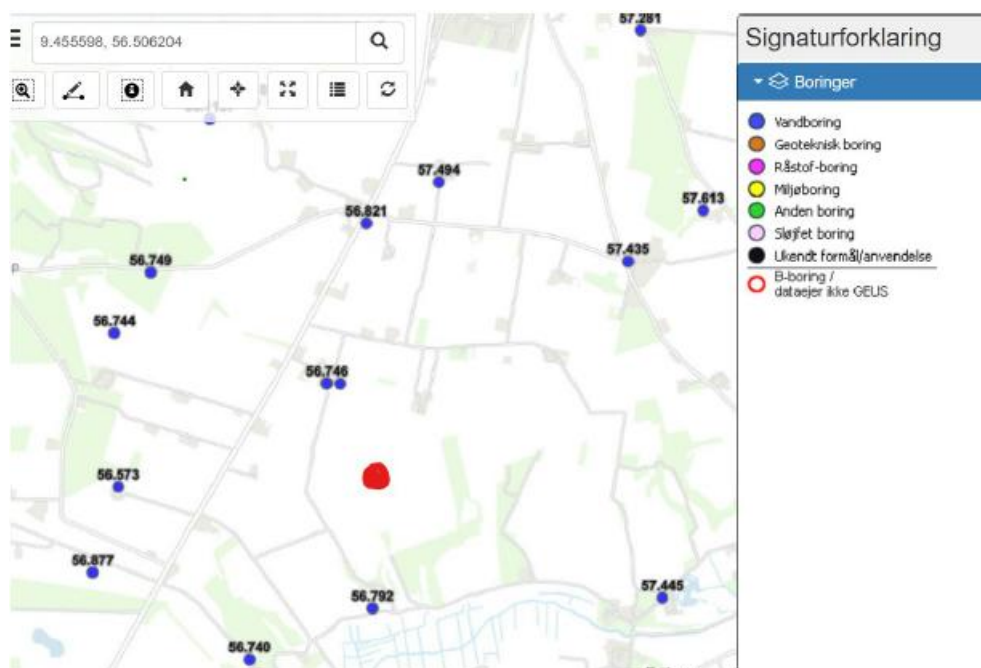 9.455598, 56.506204
57.281
57.494
57.613
56.821
57.435
56.749
56.744
56.746
56.573
56.877
56.792
57.445
56.740
Signaturforklaring
Boringer
Vandboring
Geoteknisk boring
Råstof-boring
Miljøboring
Anden boring
Sløjfet boring
Ukendt formål/anvendelse
B-boring /
dataejer ikke GEUS